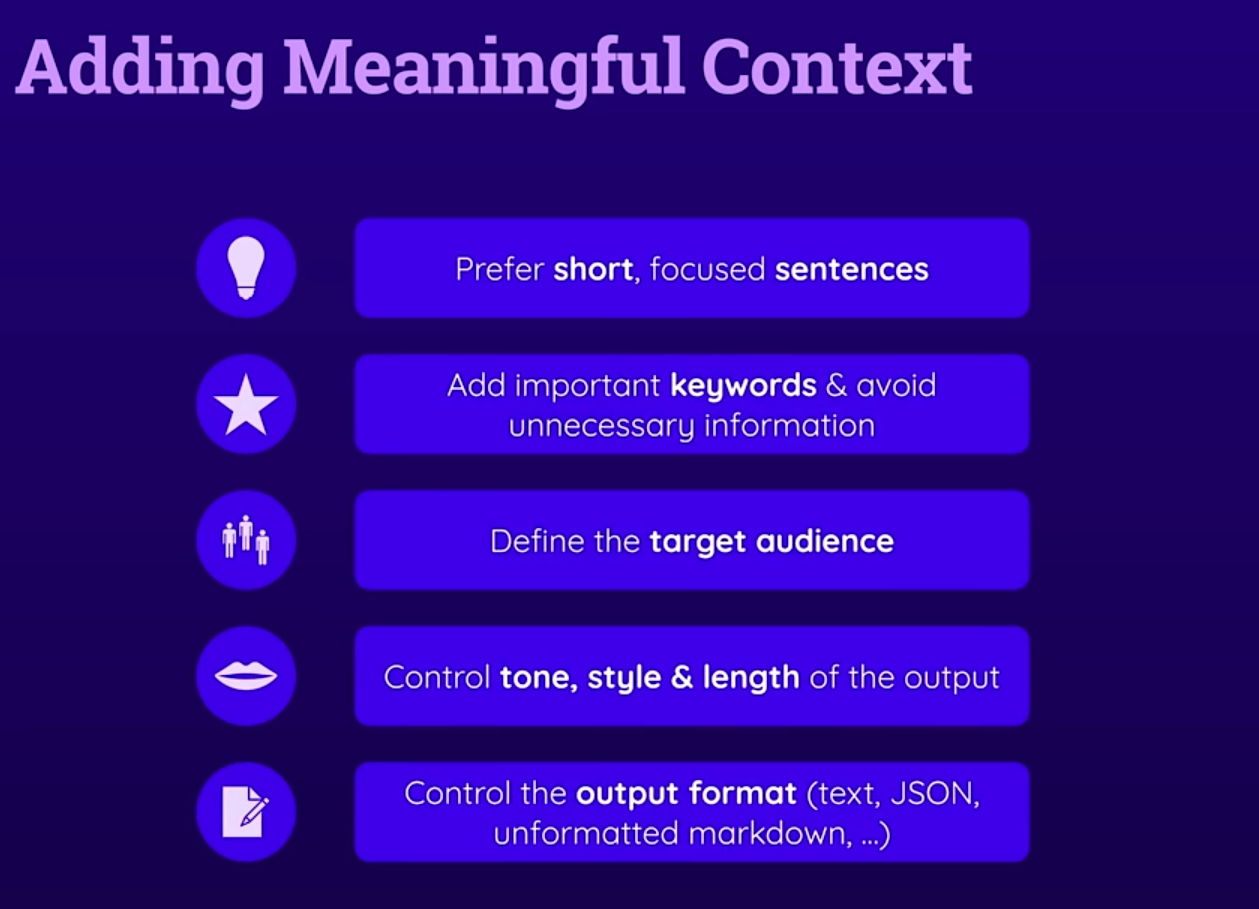 Adding Meaningful Context
Prefer short, focused sentences
Add important keywords & avoid
unnecessary information
Define the target audience
Control tone, style & length of the output
Control the output format (text, JSON,
unformatted markdown, ...)